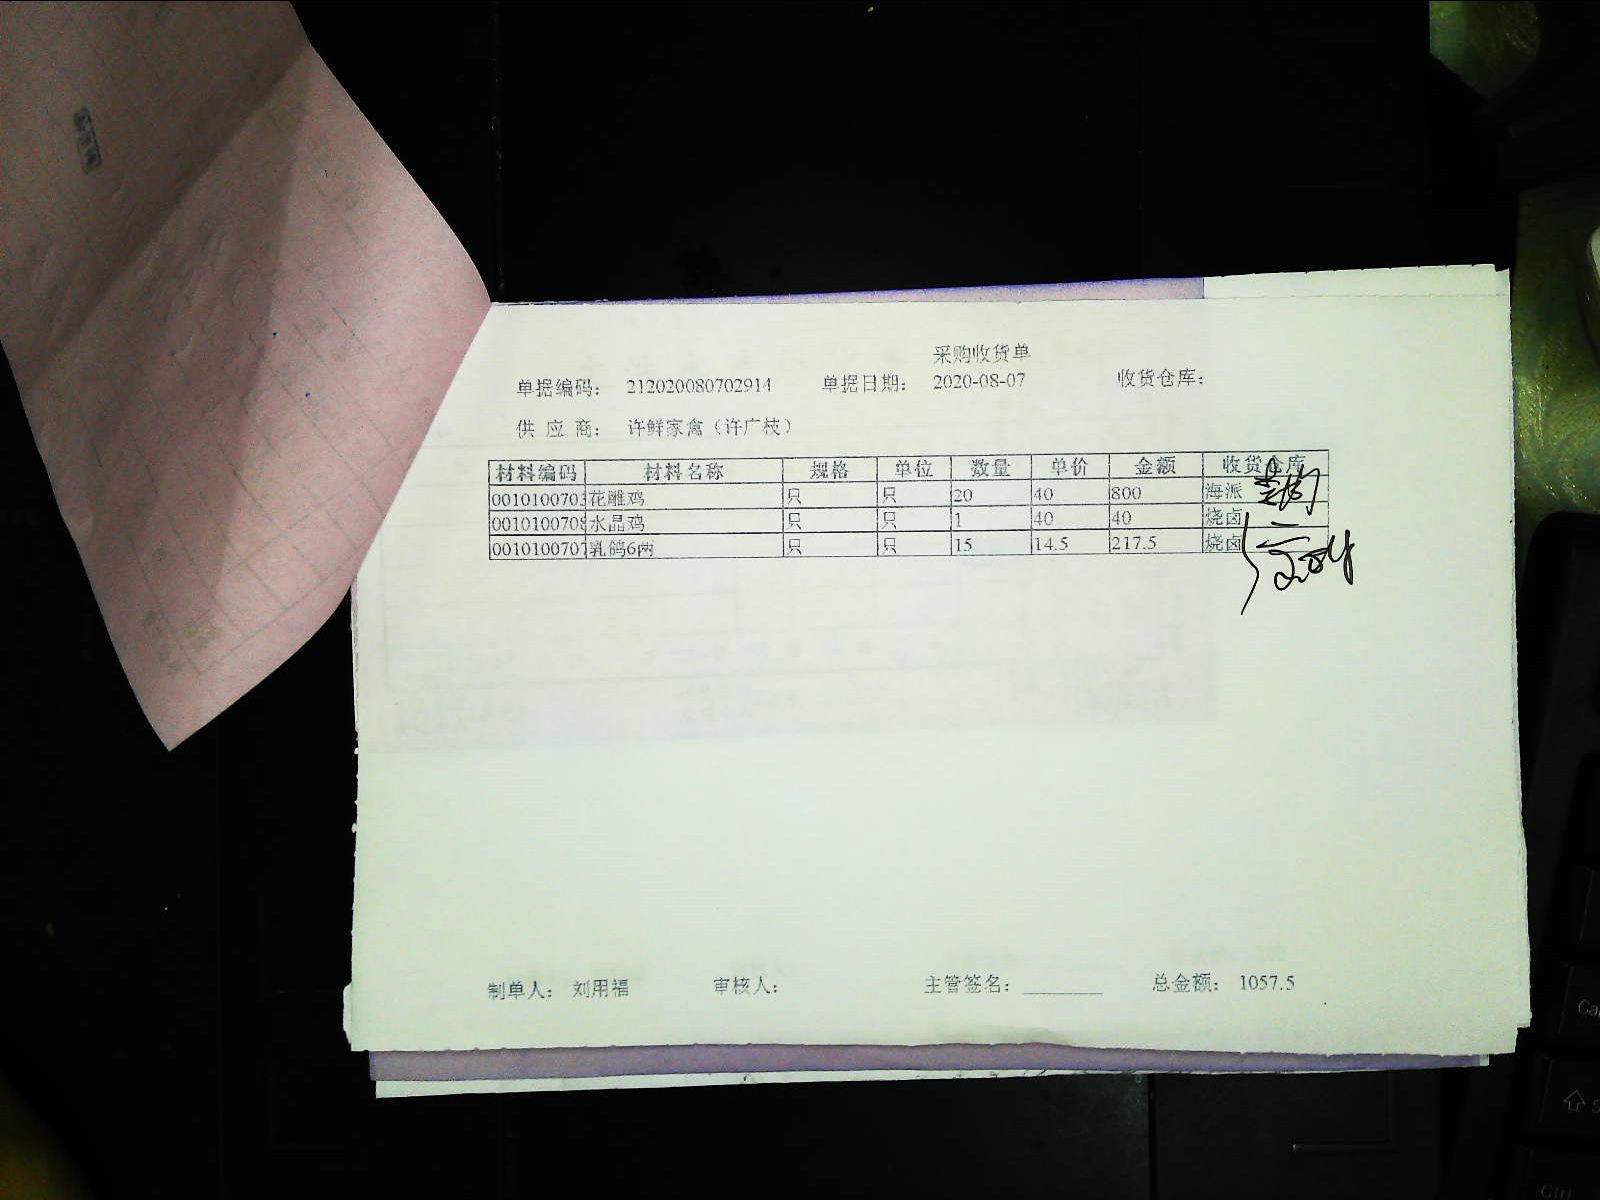 采购收货单
单据编码： 212020080702914 单据日期： 2020-08-07 收货仓库：
供 应 商： 许鲜家禽（许广枝）
材料编码 材料名称 规格 单位 数量 单价 金额 收货仓库
0010100703 花雕鸡 只 只 20 40 800 海派
0010100708 水晶鸡 只 只 1 40 40 烧卤
0010100707 乳鸽6两 只 只 15 14.5 217.5 烧卤
制单人： 刘用福 审核人： 主管签名： 总金额： 1057.5